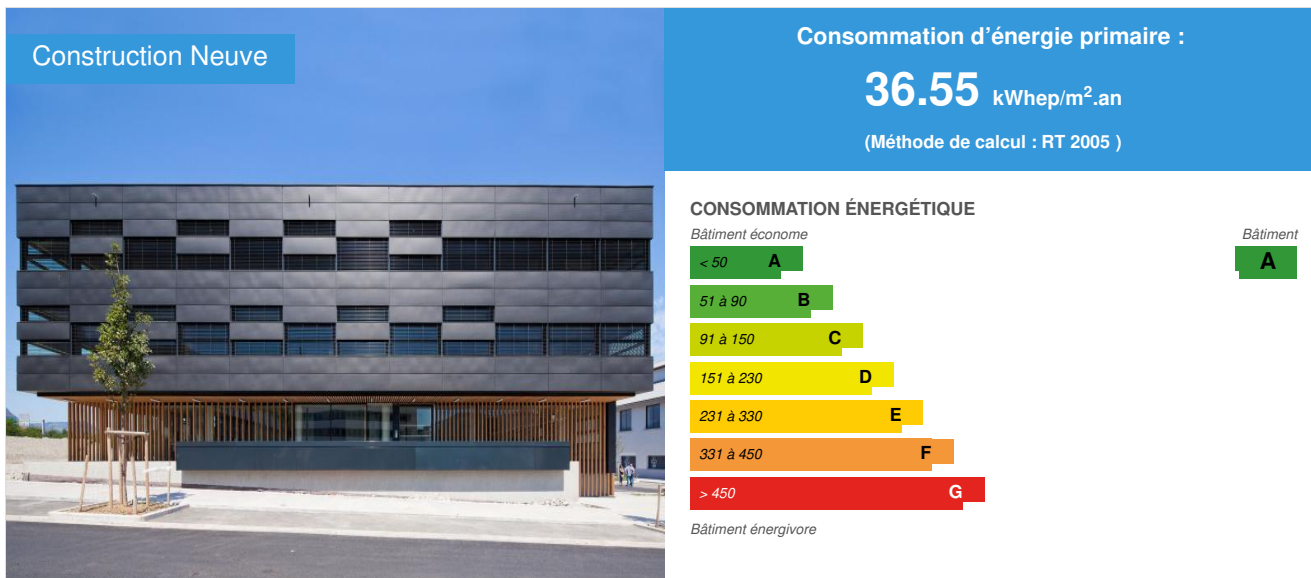 Construction Neuve
Consommation d'énergie primaire :
36.55 kWhep/m².an
(Méthode de calcul : RT 2005 )
CONSOMMATION ÉNERGÉTIQUE
Bâtiment économe
Bâtiment
< 50 A
A
51 à 90 B
91 à 150 C
151 à 230 D
231 à 330 E
331 à 450 F
> 450 G
Bâtiment énergivore